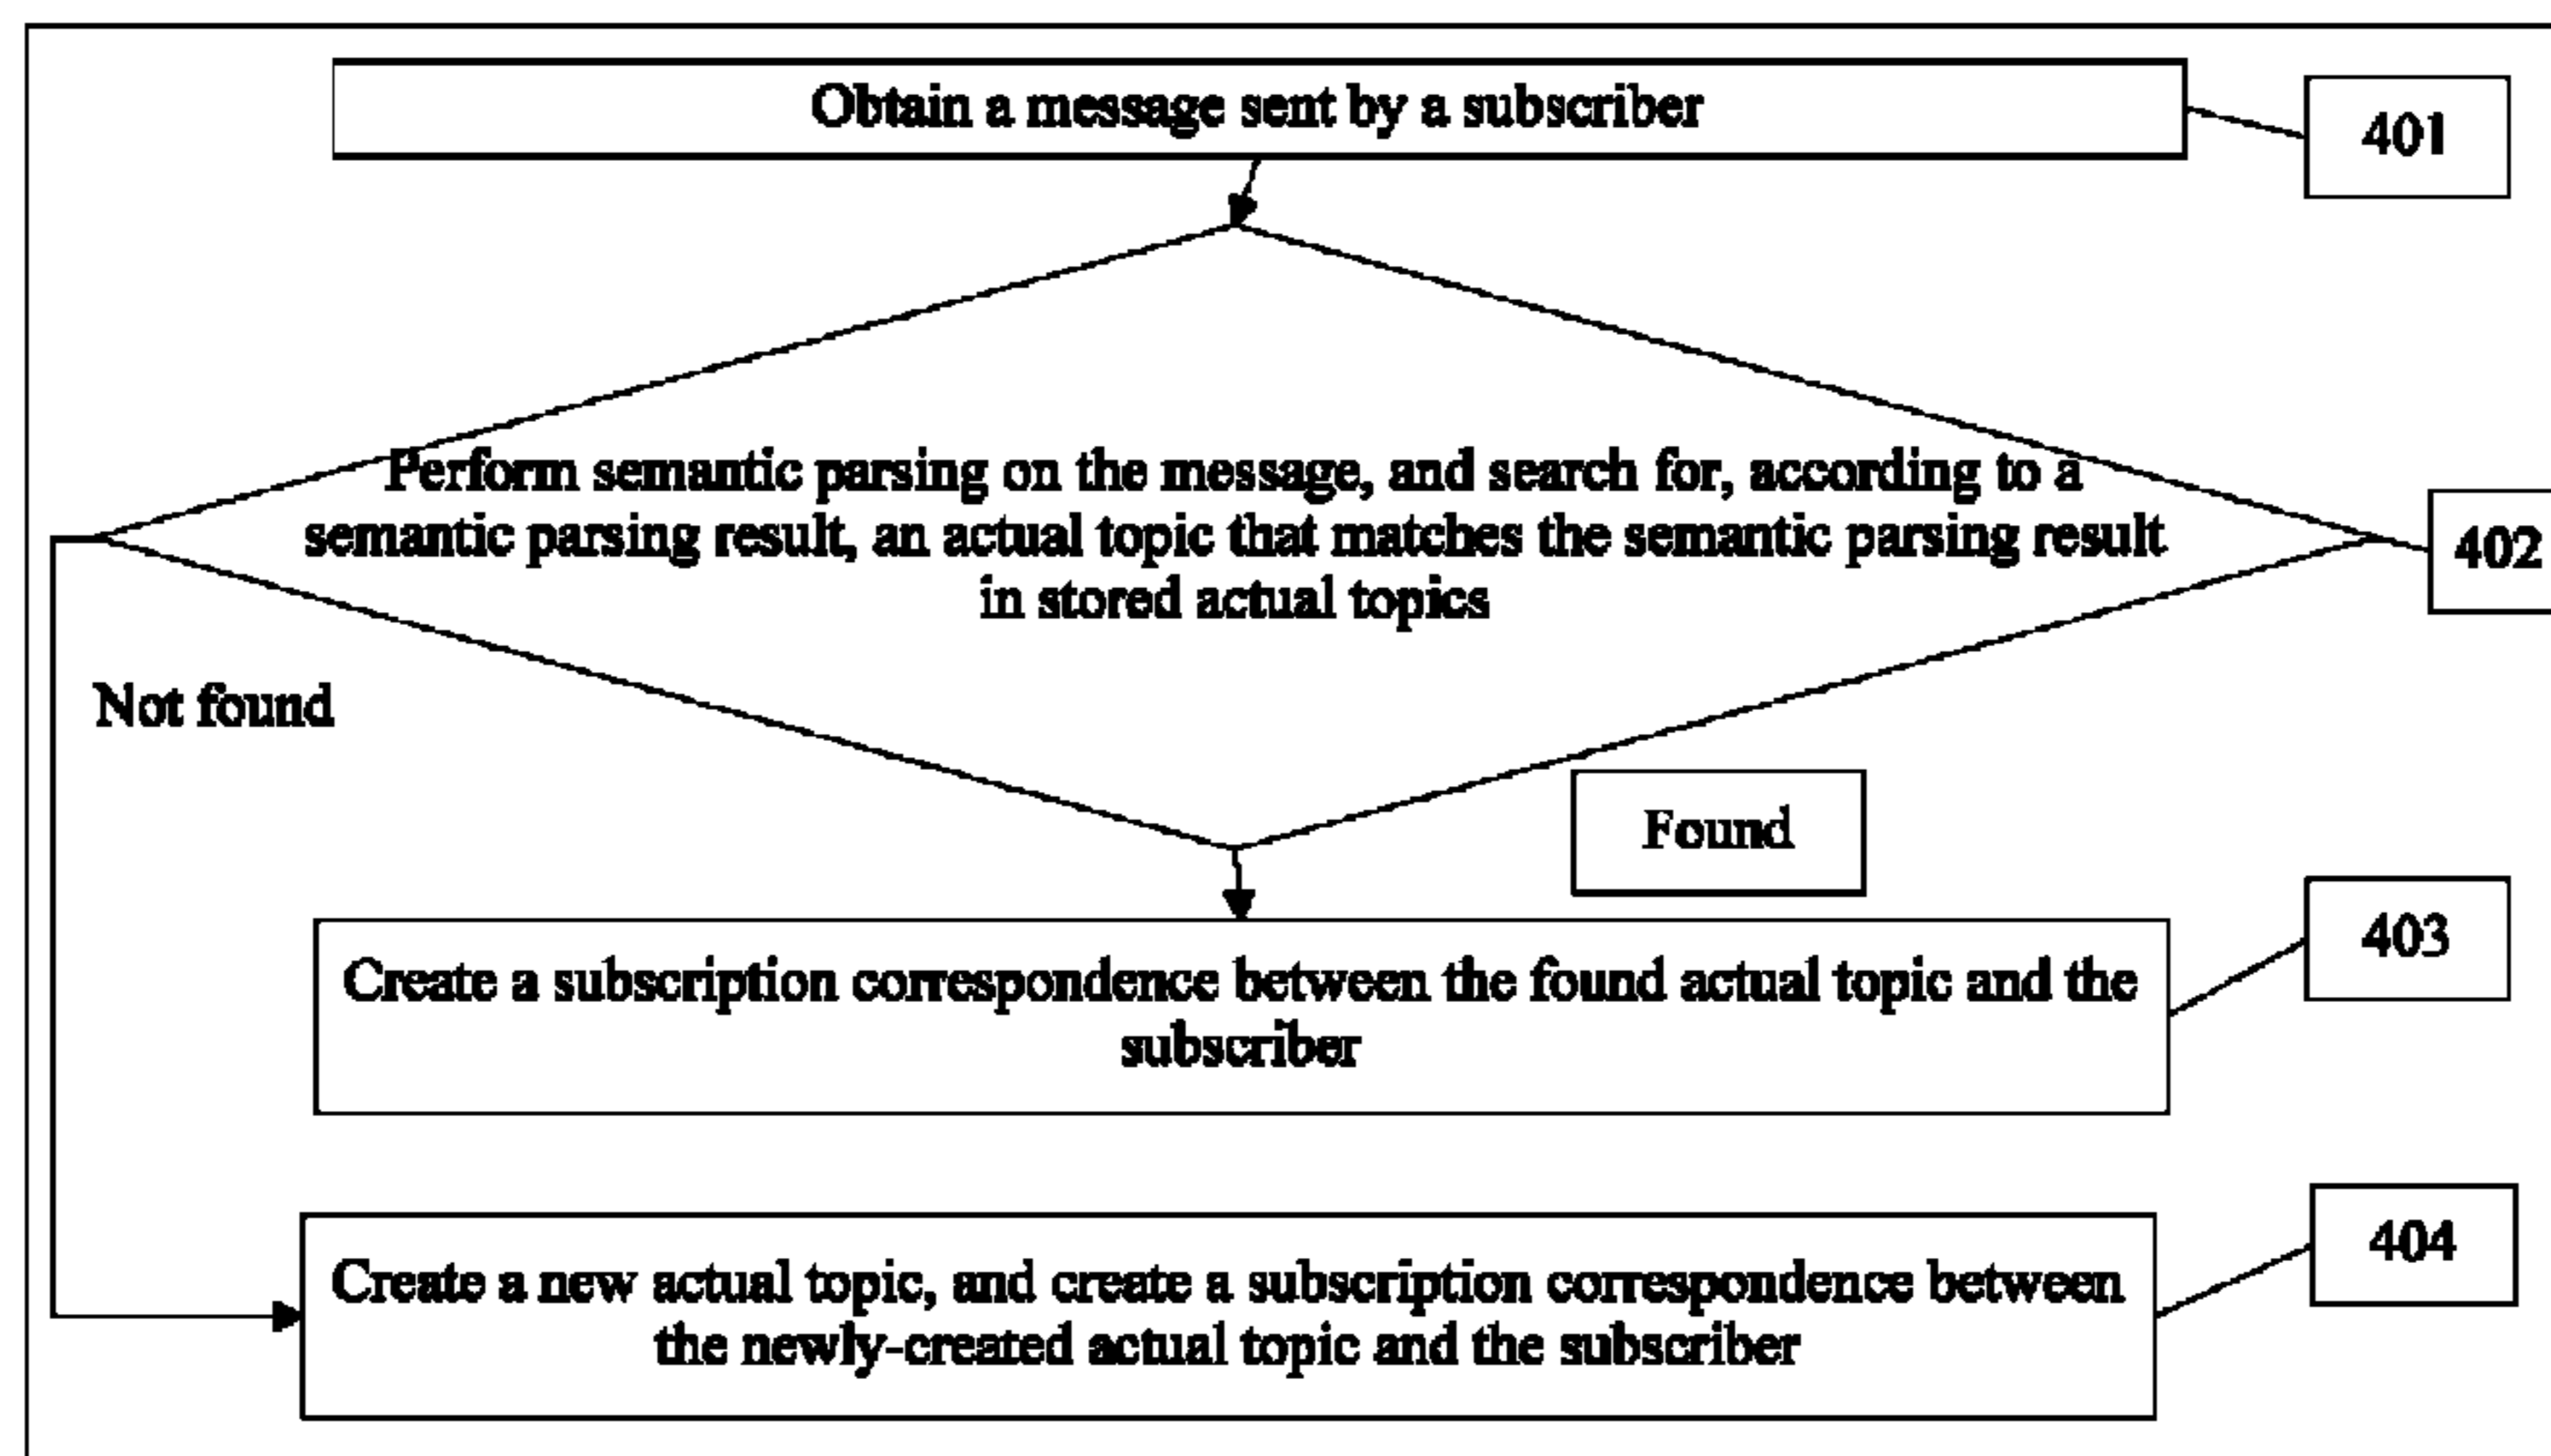 Obtain a message sent by a subscriber
401
Perform semantic parsing on the message, and search for, according to a
semantic parsing result, an actual topic that matches the semantic parsing result
in stored actual topics
402
Not found
Found
403
Create a subscription correspondence between the found actual topic and the
subscriber
404
Create a new actual topic, and create a subscription correspondence between
the newly-created actual topic and the subscriber